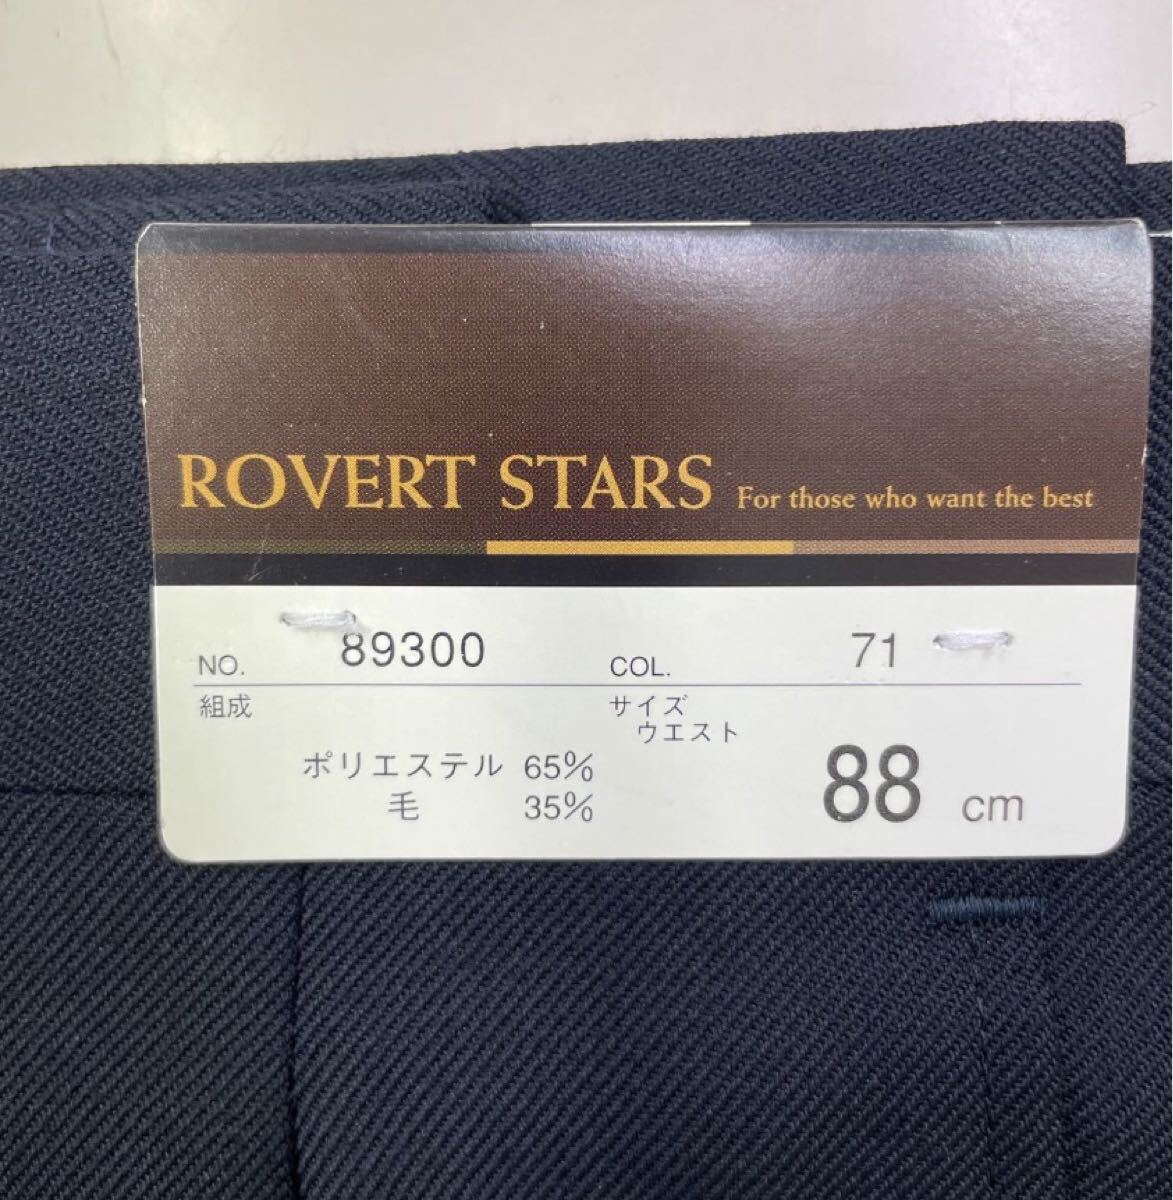 ROVERT STARS For those who want the best
NO. 89300 COL. 71
組成 サイズ
ウエスト
ポリエステル 65% 88 cm
毛 35%